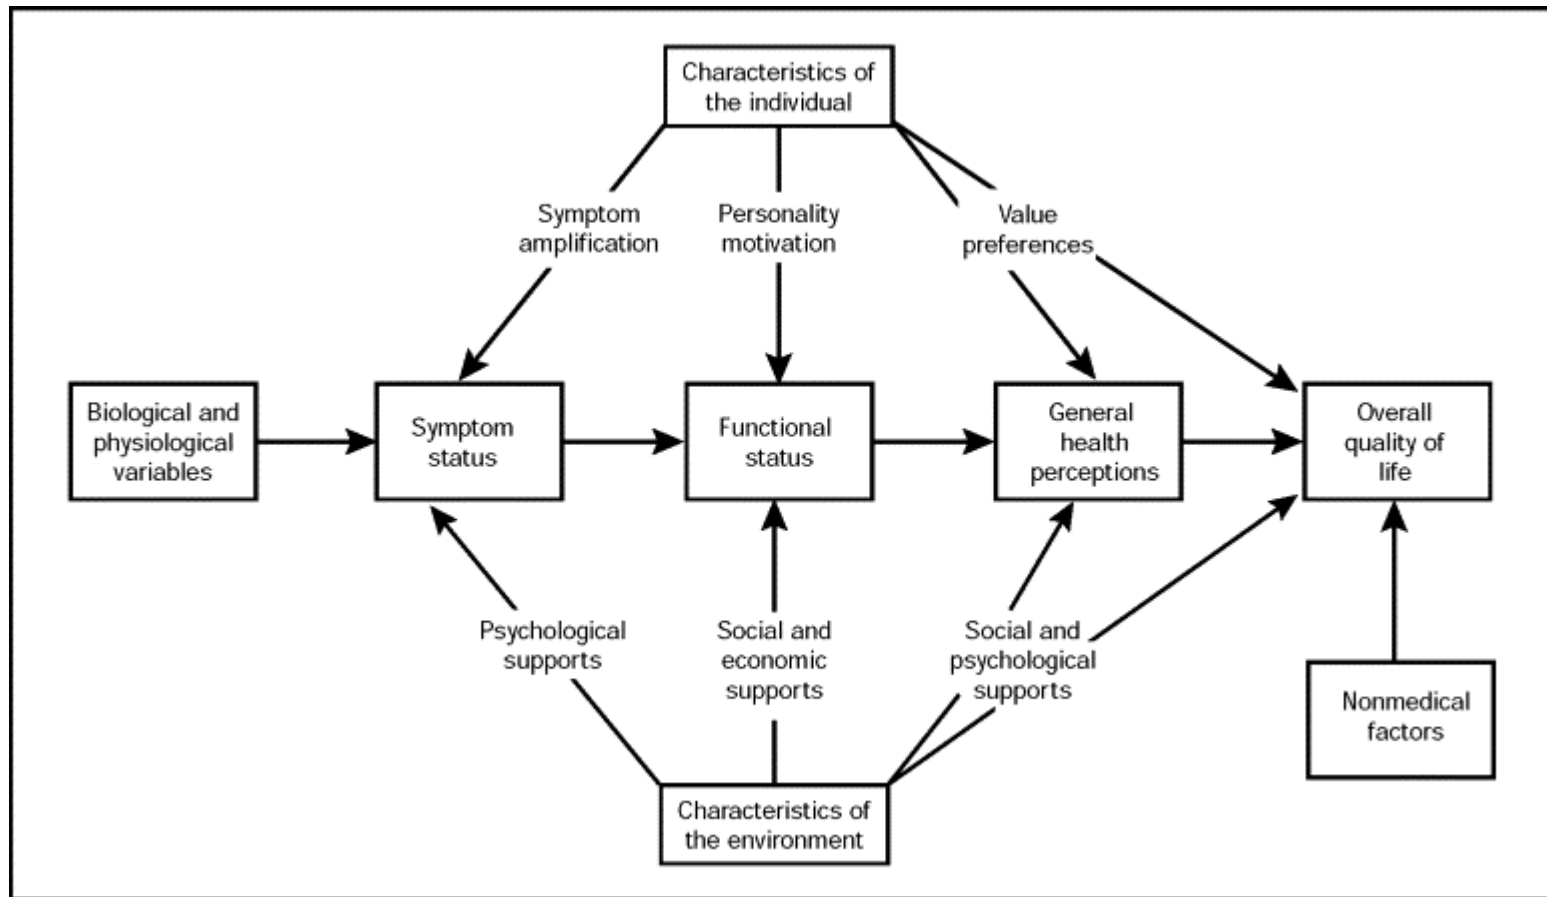 Characteristics of
the individual
Symptom
amplification
Personality
motivation
Value
preferences
Biological and
physiological
variables
Symptom
status
Functional
status
General
health
perceptions
Overall
quality of
life
Psychological
supports
Social and
economic
supports
Social and
psychological
supports
Nonmedical
factors
Characteristics of
the environment